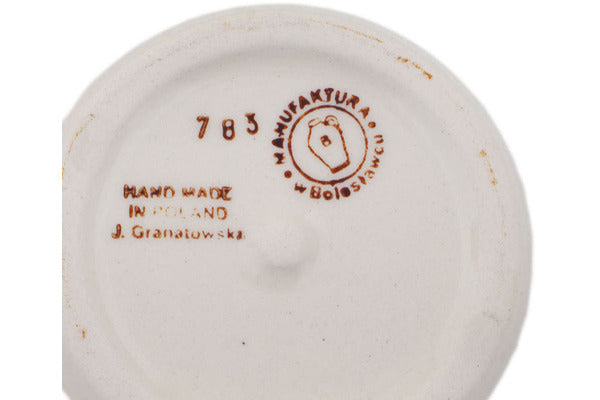 783
MANUFAKTURA
w Bolesławcu
B
HAND MADE
IN POLAND
J. Granatowska